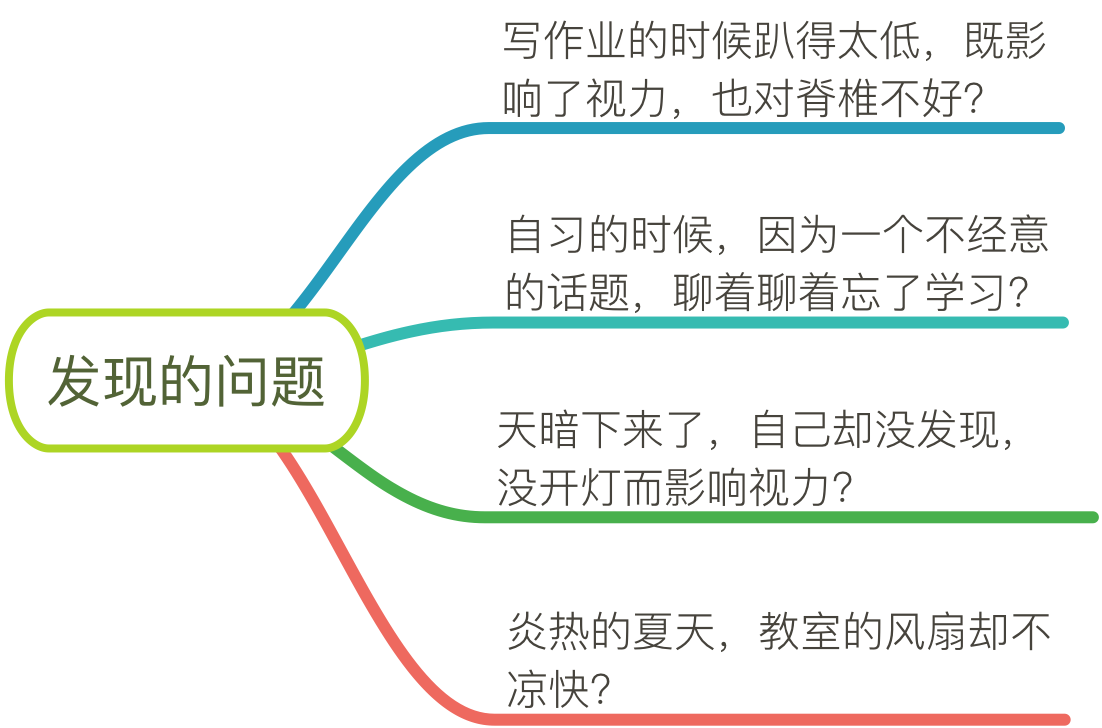 写作业的时候趴得太低，既影
响了视力，也对脊椎不好？
自习的时候，因为一个不经意
的话题，聊着聊着忘了学习？
发现的问题
天暗下来了，自己却没发现，
没开灯而影响视力？
炎热的夏天，教室的风扇却不
凉快？